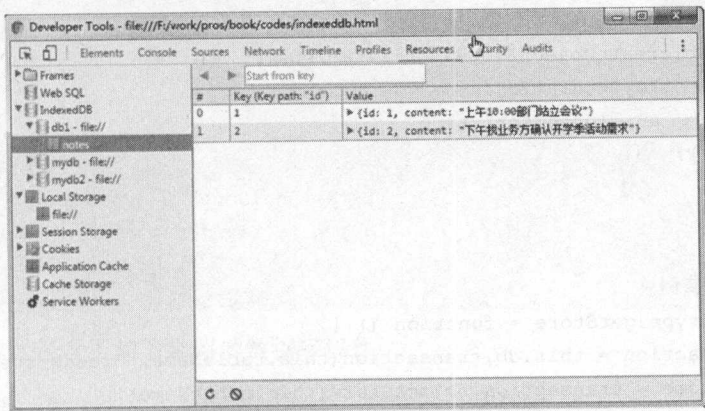 Developer Tools - file:///F:/work/pros/book/codes/indexeddb.html
Elements Console Sources Network Timeline Profiles Resources urity Audits
Frames
Web SQL
IndexedDB
db1 - file://
notes
mydb - file://
mydb2 - file://
Local Storage
file://
Session Storage
Cookies
Application Cache
Cache Storage
Service Workers
Start from key
# Key (Key path: "id") Value
0 1 {id: 1, content: "上午10:00部门站立会议"}
1 2 {id: 2, content: "下午找业务方确认开学季活动需求"}